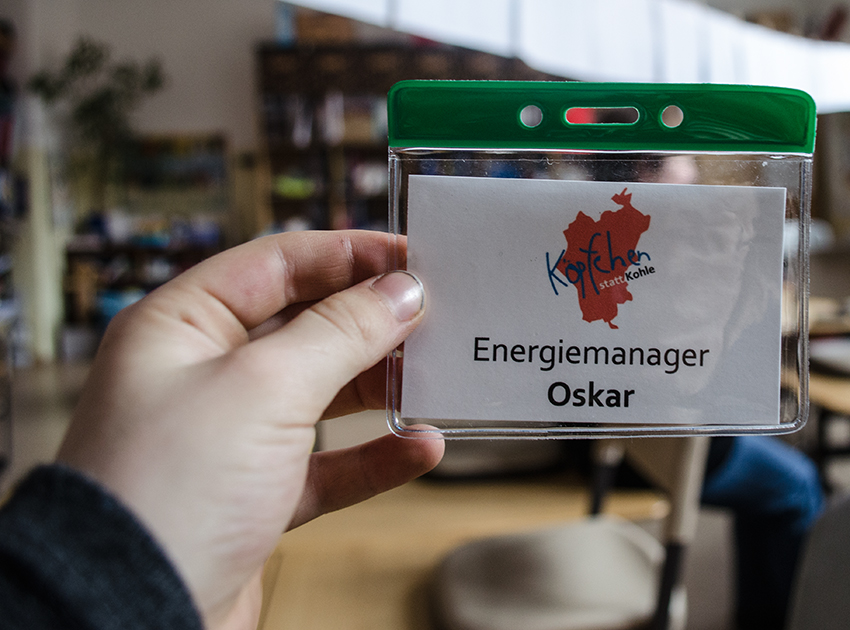 Köpfchen
statt Kohle
Energiemanager
Oskar